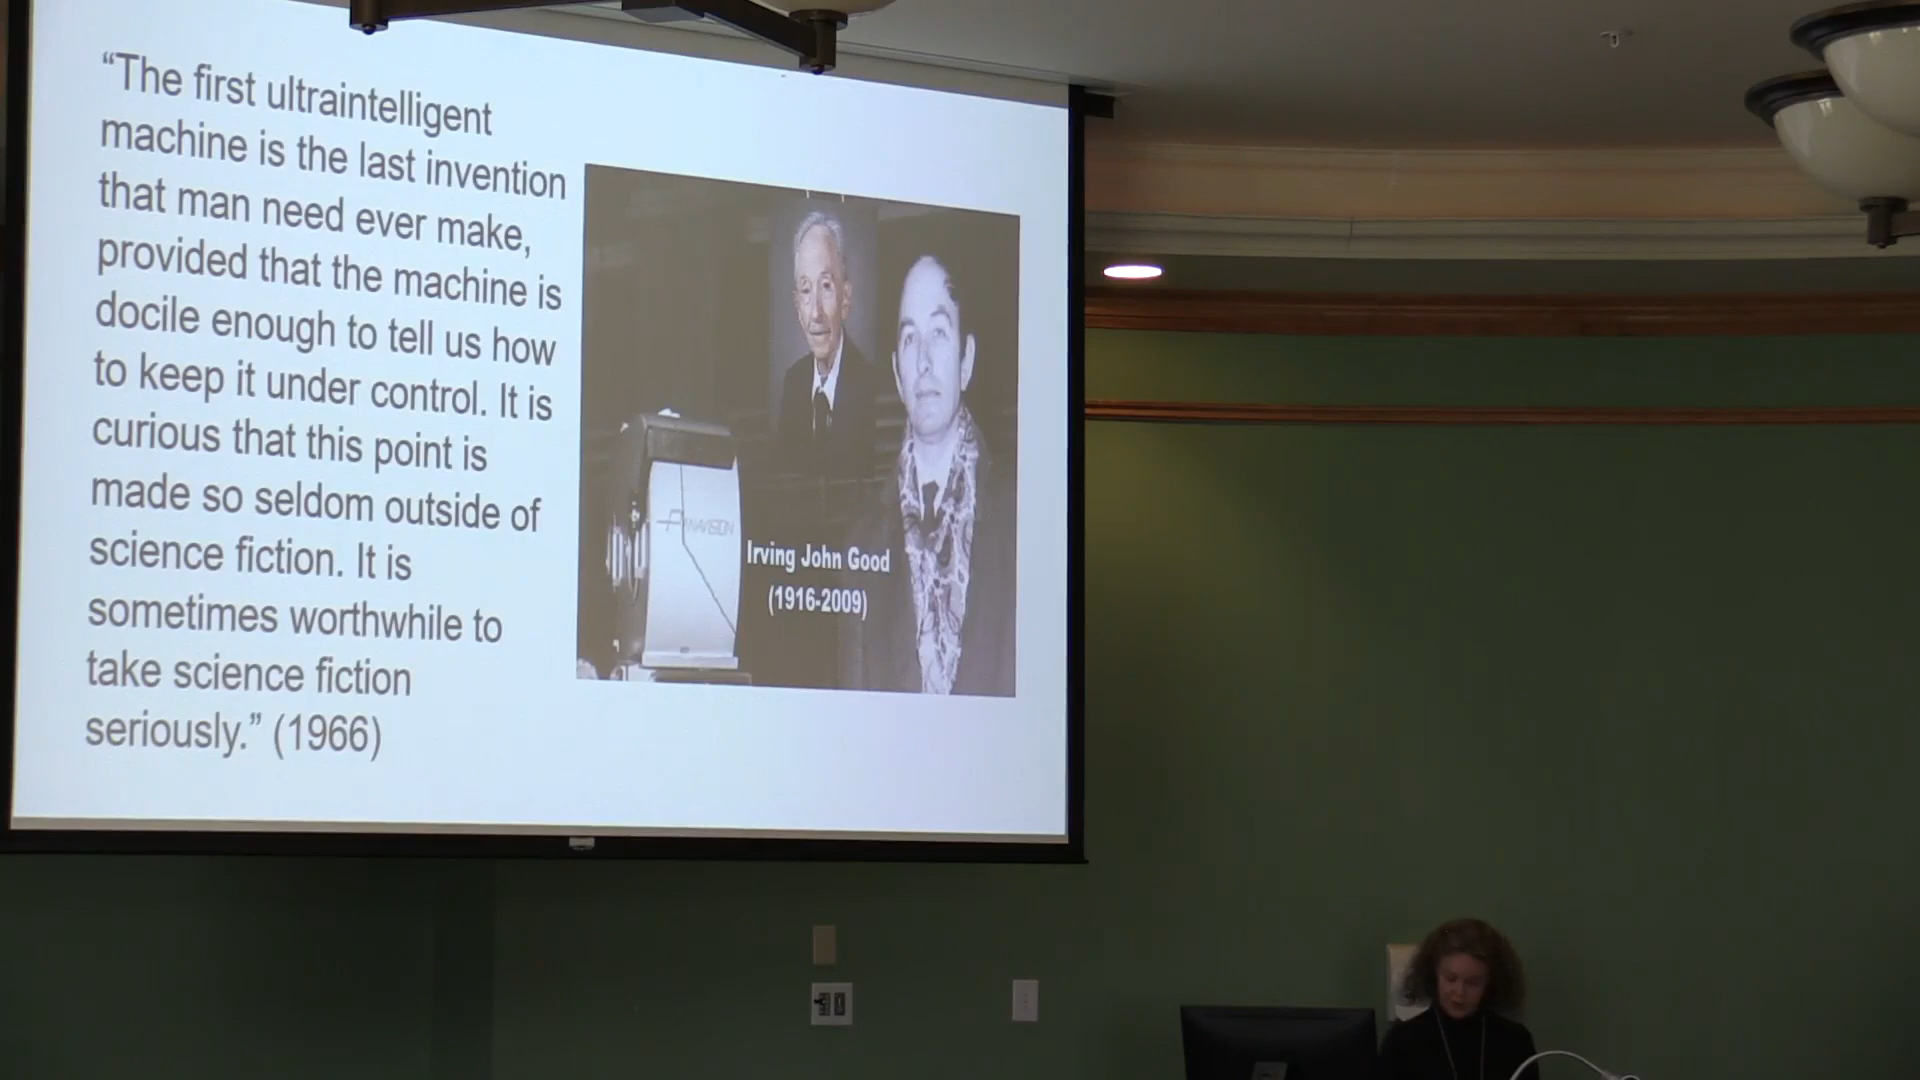 “The first ultraintelligent
machine is the last invention
that man need ever make,
provided that the machine is
docile enough to tell us how
to keep it under control. It is
curious that this point is
made so seldom outside of
science fiction. It is
sometimes worthwhile to
take science fiction
seriously.” (1966)
PANAVISION
Irving John Good
(1916-2009)